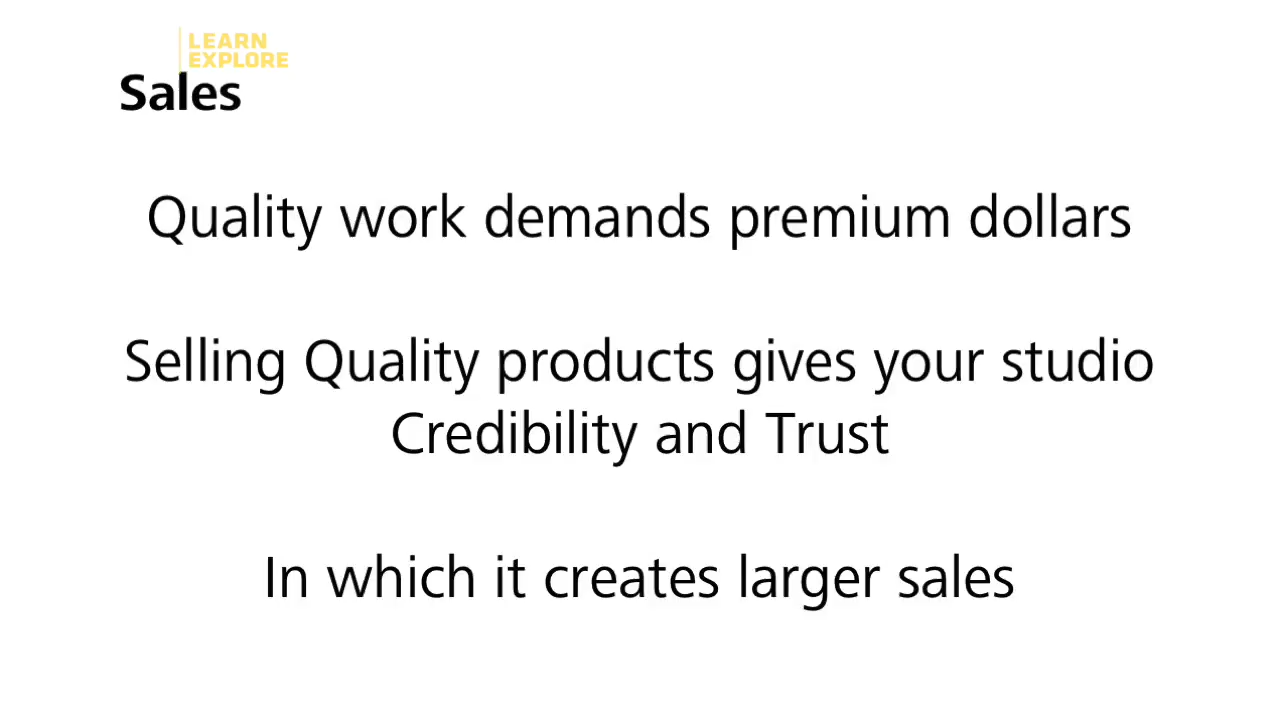 LEARN
EXPLORE
Sales
Quality work demands premium dollars
Selling Quality products gives your studio
Credibility and Trust
In which it creates larger sales